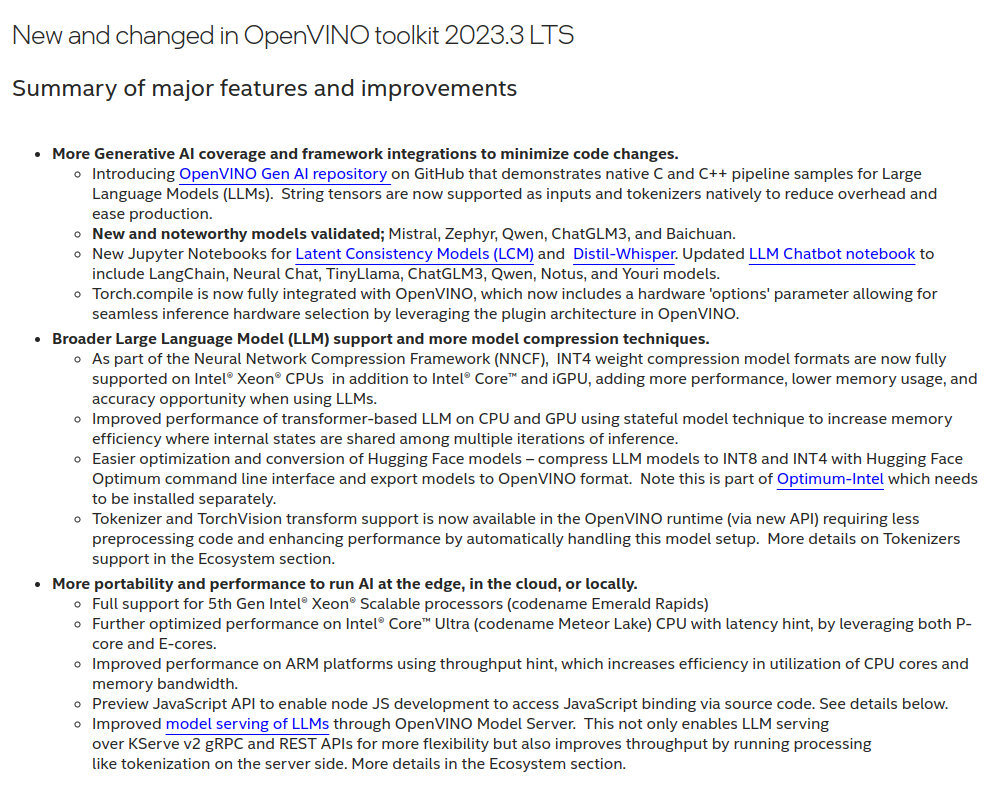 New and changed in OpenVINO toolkit 2023.3 LTS
Summary of major features and improvements
• More Generative AI coverage and framework integrations to minimize code changes.
◦ Introducing OpenVINO Gen AI repository on GitHub that demonstrates native C and C++ pipeline samples for Large
Language Models (LLMs).  String tensors are now supported as inputs and tokenizers natively to reduce overhead and
ease production.
◦ New and noteworthy models validated; Mistral, Zephyr, Qwen, ChatGLM3, and Baichuan.
◦ New Jupyter Notebooks for Latent Consistency Models (LCM) and  Distil-Whisper. Updated LLM Chatbot notebook to
include LangChain, Neural Chat, TinyLlama, ChatGLM3, Qwen, Notus, and Youri models.
◦ Torch.compile is now fully integrated with OpenVINO, which now includes a hardware 'options' parameter allowing for
seamless inference hardware selection by leveraging the plugin architecture in OpenVINO.
• Broader Large Language Model (LLM) support and more model compression techniques.
◦ As part of the Neural Network Compression Framework (NNCF),  INT4 weight compression model formats are now fully
supported on Intel® Xeon® CPUs  in addition to Intel® Core™ and iGPU, adding more performance, lower memory usage, and
accuracy opportunity when using LLMs.
◦ Improved performance of transformer-based LLM on CPU and GPU using stateful model technique to increase memory
efficiency where internal states are shared among multiple iterations of inference.
◦ Easier optimization and conversion of Hugging Face models – compress LLM models to INT8 and INT4 with Hugging Face
Optimum command line interface and export models to OpenVINO format.  Note this is part of Optimum-Intel which needs
to be installed separately.
◦ Tokenizer and TorchVision transform support is now available in the OpenVINO runtime (via new API) requiring less
preprocessing code and enhancing performance by automatically handling this model setup.  More details on Tokenizers
support in the Ecosystem section.
• More portability and performance to run AI at the edge, in the cloud, or locally.
◦ Full support for 5th Gen Intel® Xeon® Scalable processors (codename Emerald Rapids)
◦ Further optimized performance on Intel® Core™ Ultra (codename Meteor Lake) CPU with latency hint, by leveraging both P-
core and E-cores.
◦ Improved performance on ARM platforms using throughput hint, which increases efficiency in utilization of CPU cores and
memory bandwidth.
◦ Preview JavaScript API to enable node JS development to access JavaScript binding via source code. See details below.
◦ Improved model serving of LLMs through OpenVINO Model Server.  This not only enables LLM serving
over KServe v2 gRPC and REST APIs for more flexibility but also improves throughput by running processing
like tokenization on the server side. More details in the Ecosystem section.